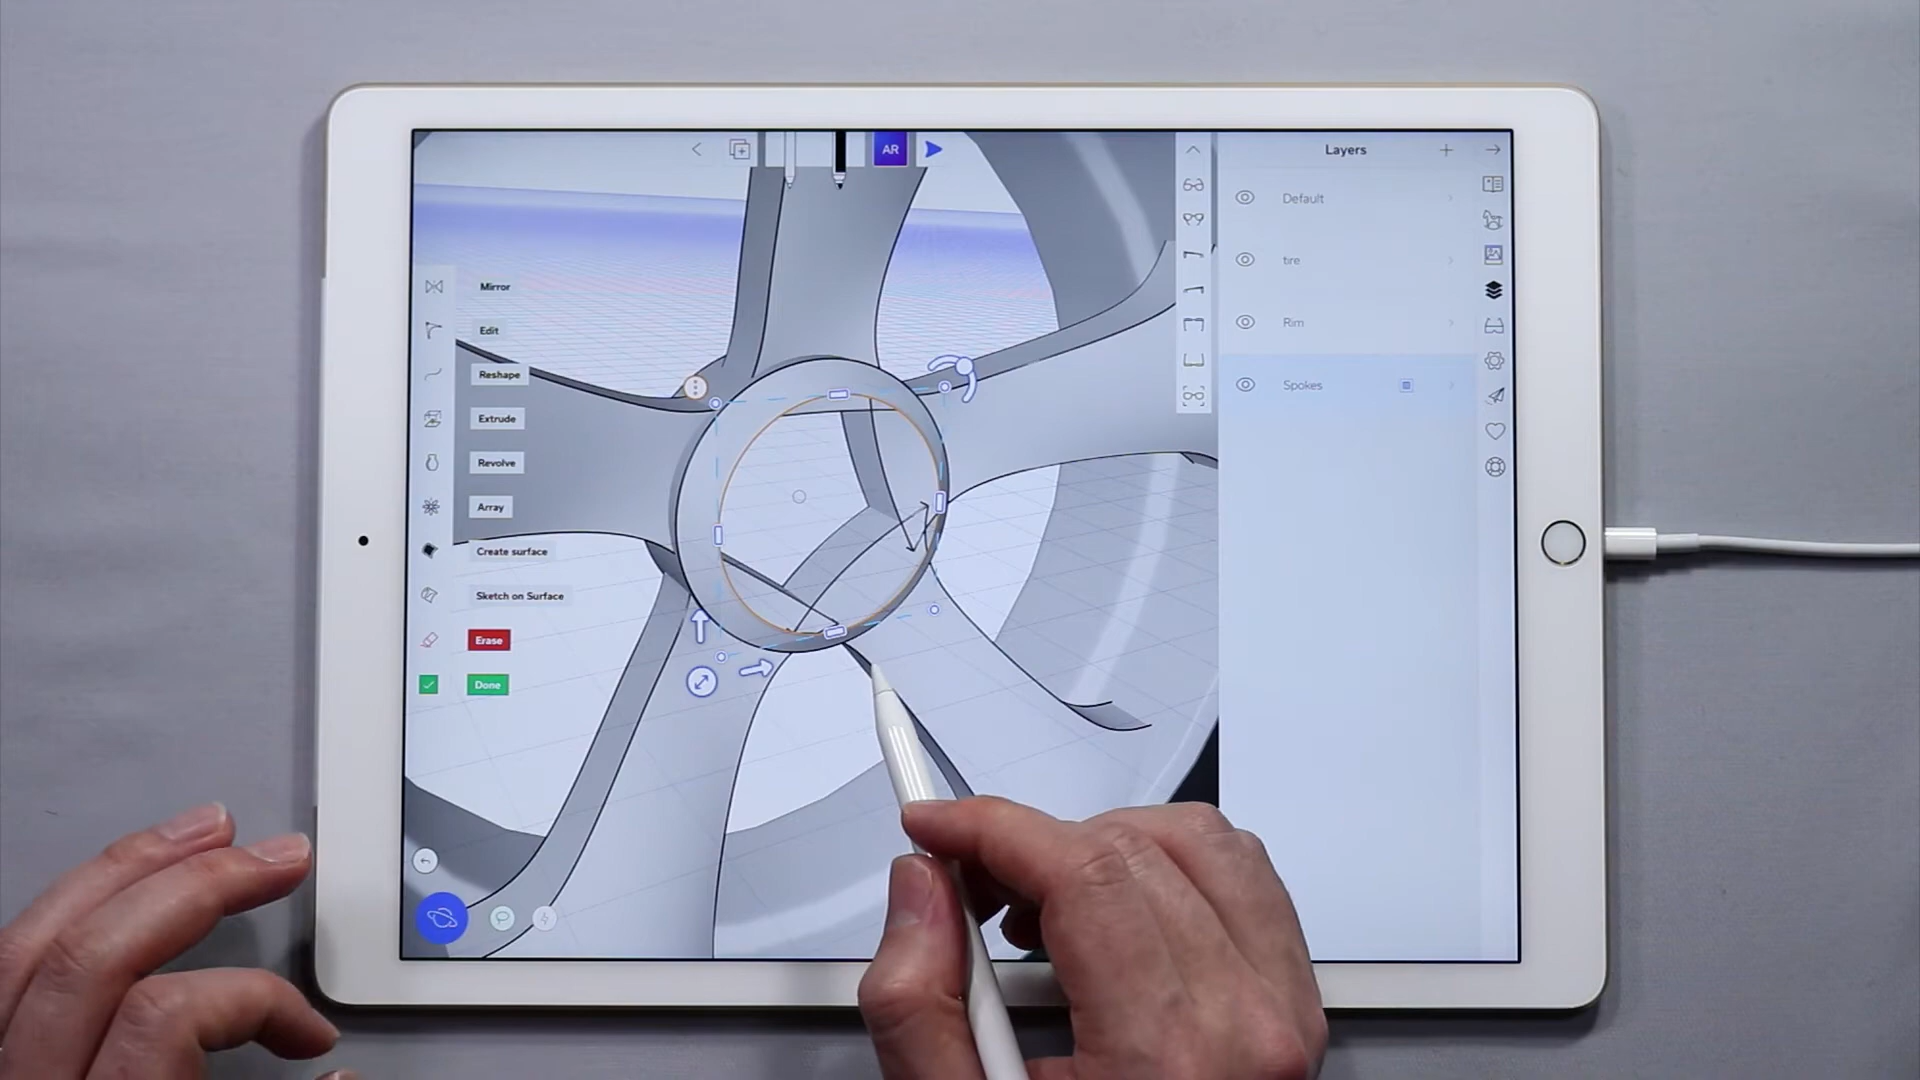 AR
Layers
Default
tire
Rim
Spokes
Mirror
Edit
Reshape
Extrude
Revolve
Array
Create surface
Sketch on Surface
Erase
Done